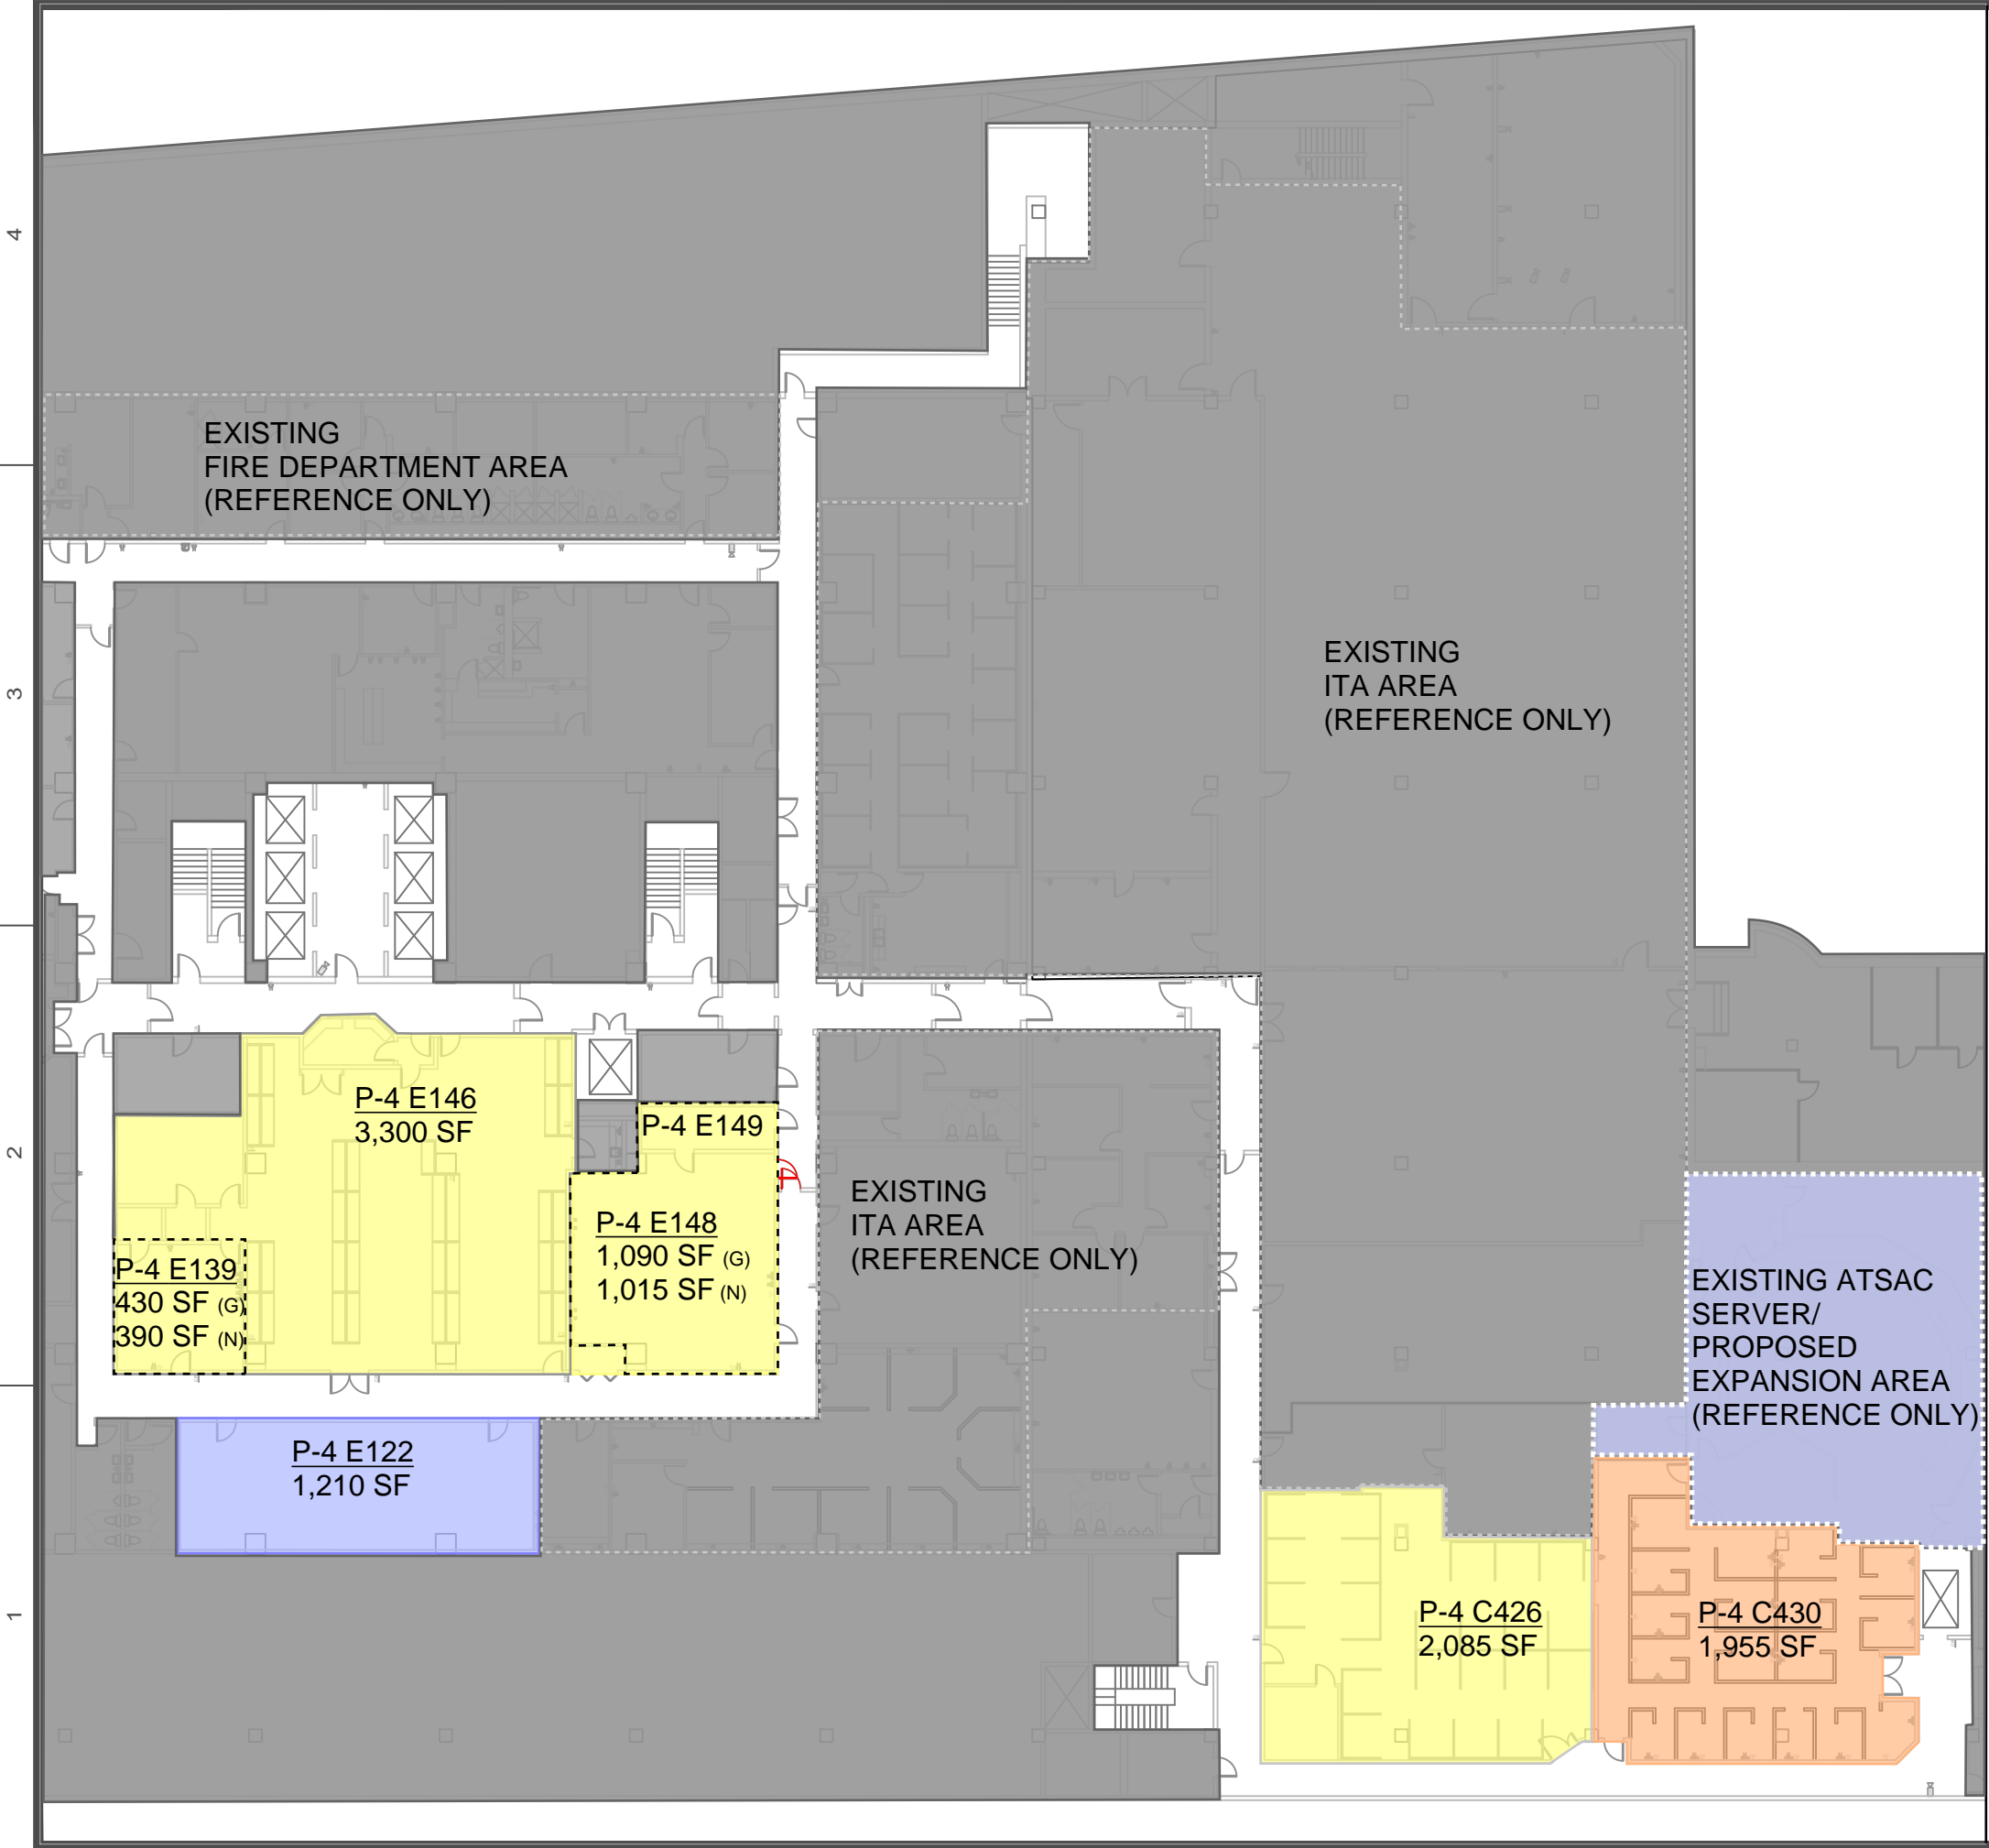 4
EXISTING
FIRE DEPARTMENT AREA
(REFERENCE ONLY)
3
EXISTING
ITA AREA
(REFERENCE ONLY)
P-4 E146
3,300 SF
P-4 E149
2
EXISTING
ITA AREA
(REFERENCE ONLY)
P-4 E148
1,090 SF (G)
1,015 SF (N)
P-4 E139
430 SF (G)
390 SF (N)
EXISTING ATSAC
SERVER/
PROPOSED
EXPANSION AREA
(REFERENCE ONLY)
P-4 E122
1,210 SF
1
P-4 C426
2,085 SF
P-4 C430
1,955 SF